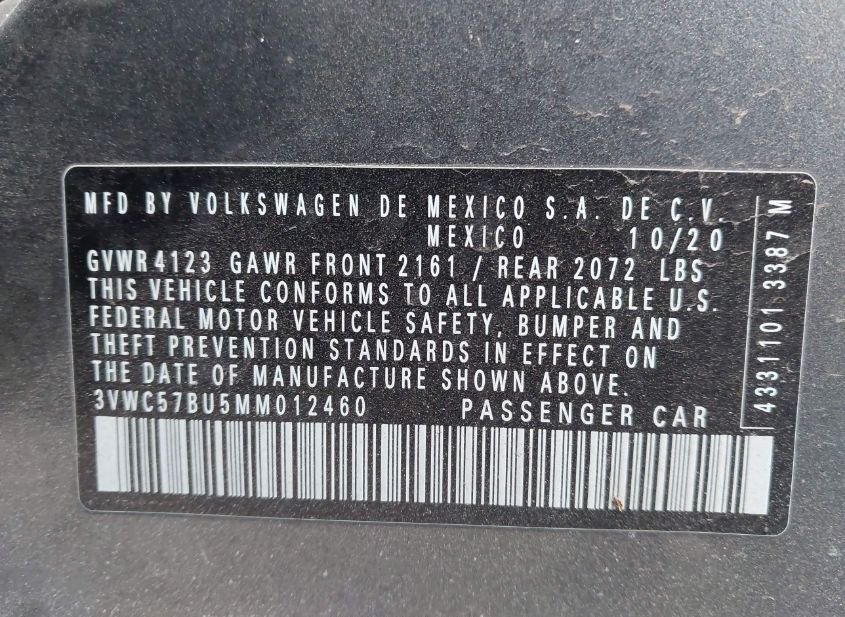 MFD BY VOLKSWAGEN DE MEXICO S.A. DE C.V.
MEXICO 10/20
GVWR 4123 GAWR FRONT 2161 / REAR 2072 LBS
THIS VEHICLE CONFORMS TO ALL APPLICABLE U.S.
FEDERAL MOTOR VEHICLE SAFETY, BUMPER AND
THEFT PREVENTION STANDARDS IN EFFECT ON
THE DATE OF MANUFACTURE SHOWN ABOVE.
3VWC57BU5MM012460 PASSENGER CAR
4331101 3387 M